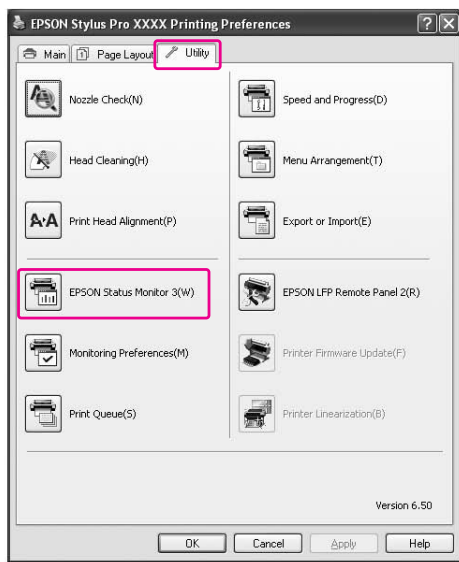 EPSON Stylus Pro XXXX Printing Preferences
Main Page Layout Utility
Nozzle Check(N)
Speed and Progress(D)
Head Cleaning(H)
Menu Arrangement(T)
A A Print Head Alignment(P)
Export or Import(E)
EPSON Status Monitor 3(W)
EPSON LFP Remote Panel 2(R)
Monitoring Preferences(M)
Printer Firmware Update(F)
Print Queue(S)
Printer Linearization(B)
Version 6.50
OK Cancel Apply Help